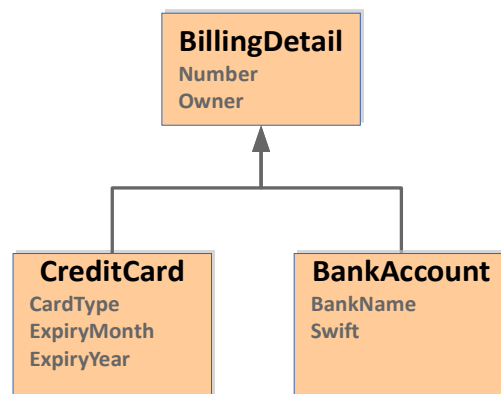 BillingDetail
Number
Owner
CreditCard
CardType
ExpiryMonth
ExpiryYear
BankAccount
BankName
Swift